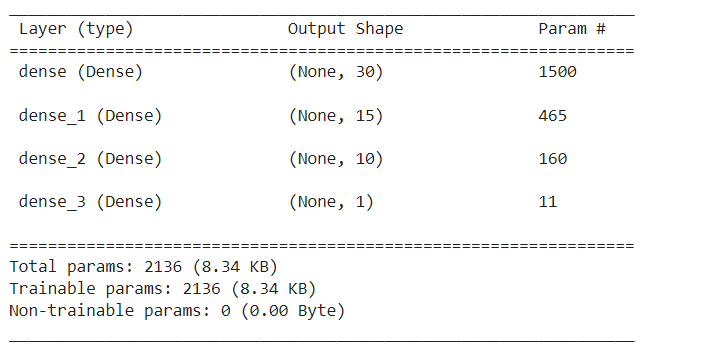 Layer (type) Output Shape Param #
=================================================================
dense (Dense) (None, 30) 1500
dense_1 (Dense) (None, 15) 465
dense_2 (Dense) (None, 10) 160
dense_3 (Dense) (None, 1) 11
=================================================================
Total params: 2136 (8.34 KB)
Trainable params: 2136 (8.34 KB)
Non-trainable params: 0 (0.00 Byte)